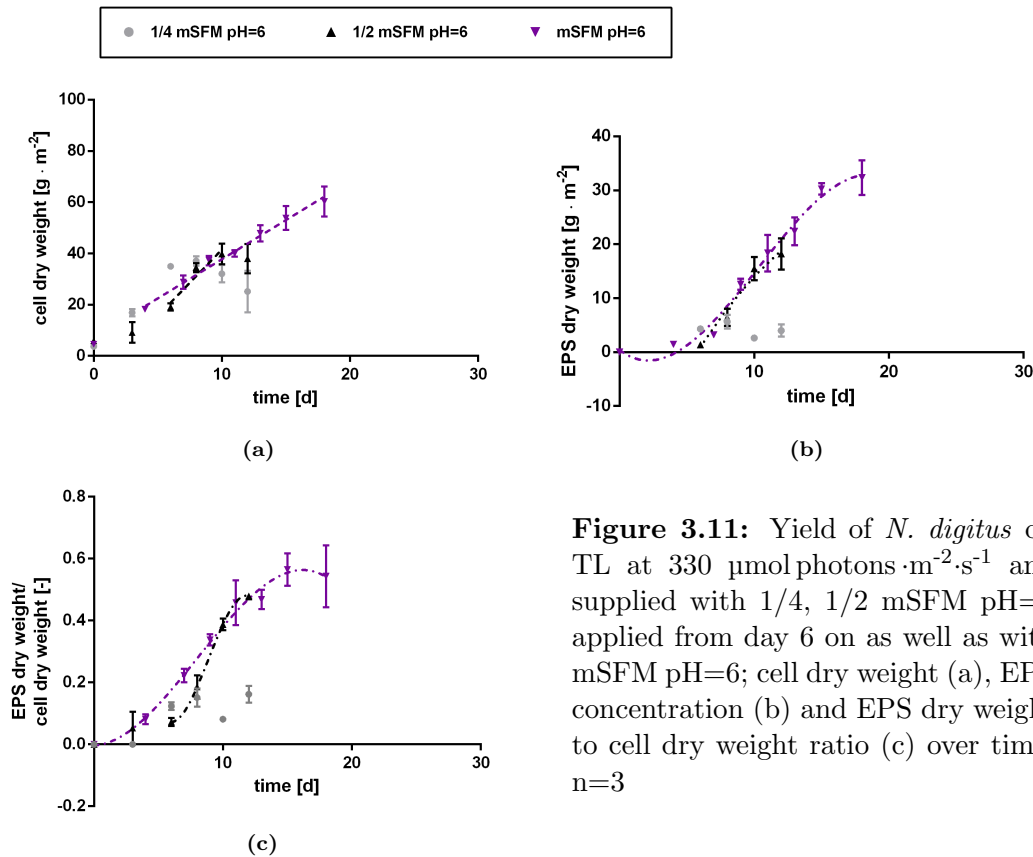 1/4 mSFM pH=6 1/2 mSFM pH=6 mSFM pH=6
100
80
60
40
20
0
cell dry weight [g · m-2]
0 10 20 30
time [d]
(a)
40
30
20
10
0
-10
EPS dry weight [g · m-2]
10 20 30
time [d]
(b)
0.8
0.6
0.4
0.2
0.0
-0.2
EPS dry weight/
cell dry weight [-]
10 20 30
time [d]
(c)
Figure 3.11: Yield of N. digitus o
TL at 330 µmol photons·m-2·s-1 an
supplied with 1/4, 1/2 mSFM pH=
applied from day 6 on as well as wit
mSFM pH=6; cell dry weight (a), EP
concentration (b) and EPS dry weigh
to cell dry weight ratio (c) over tim
n=3